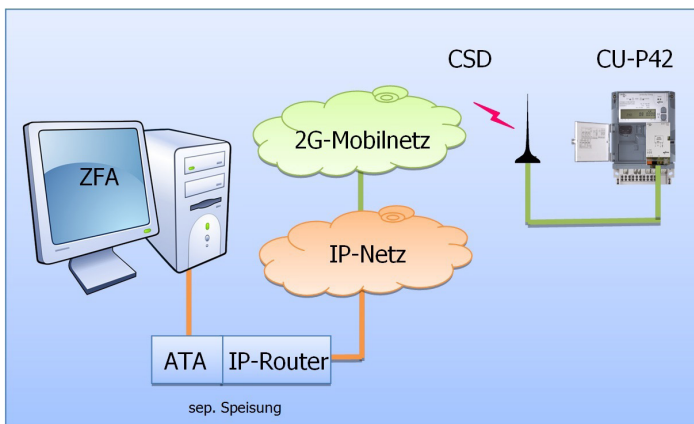 CSD
CU-P42
2G-Mobilnetz
ZFA
IP-Netz
ATA
IP-Router
sep. Speisung